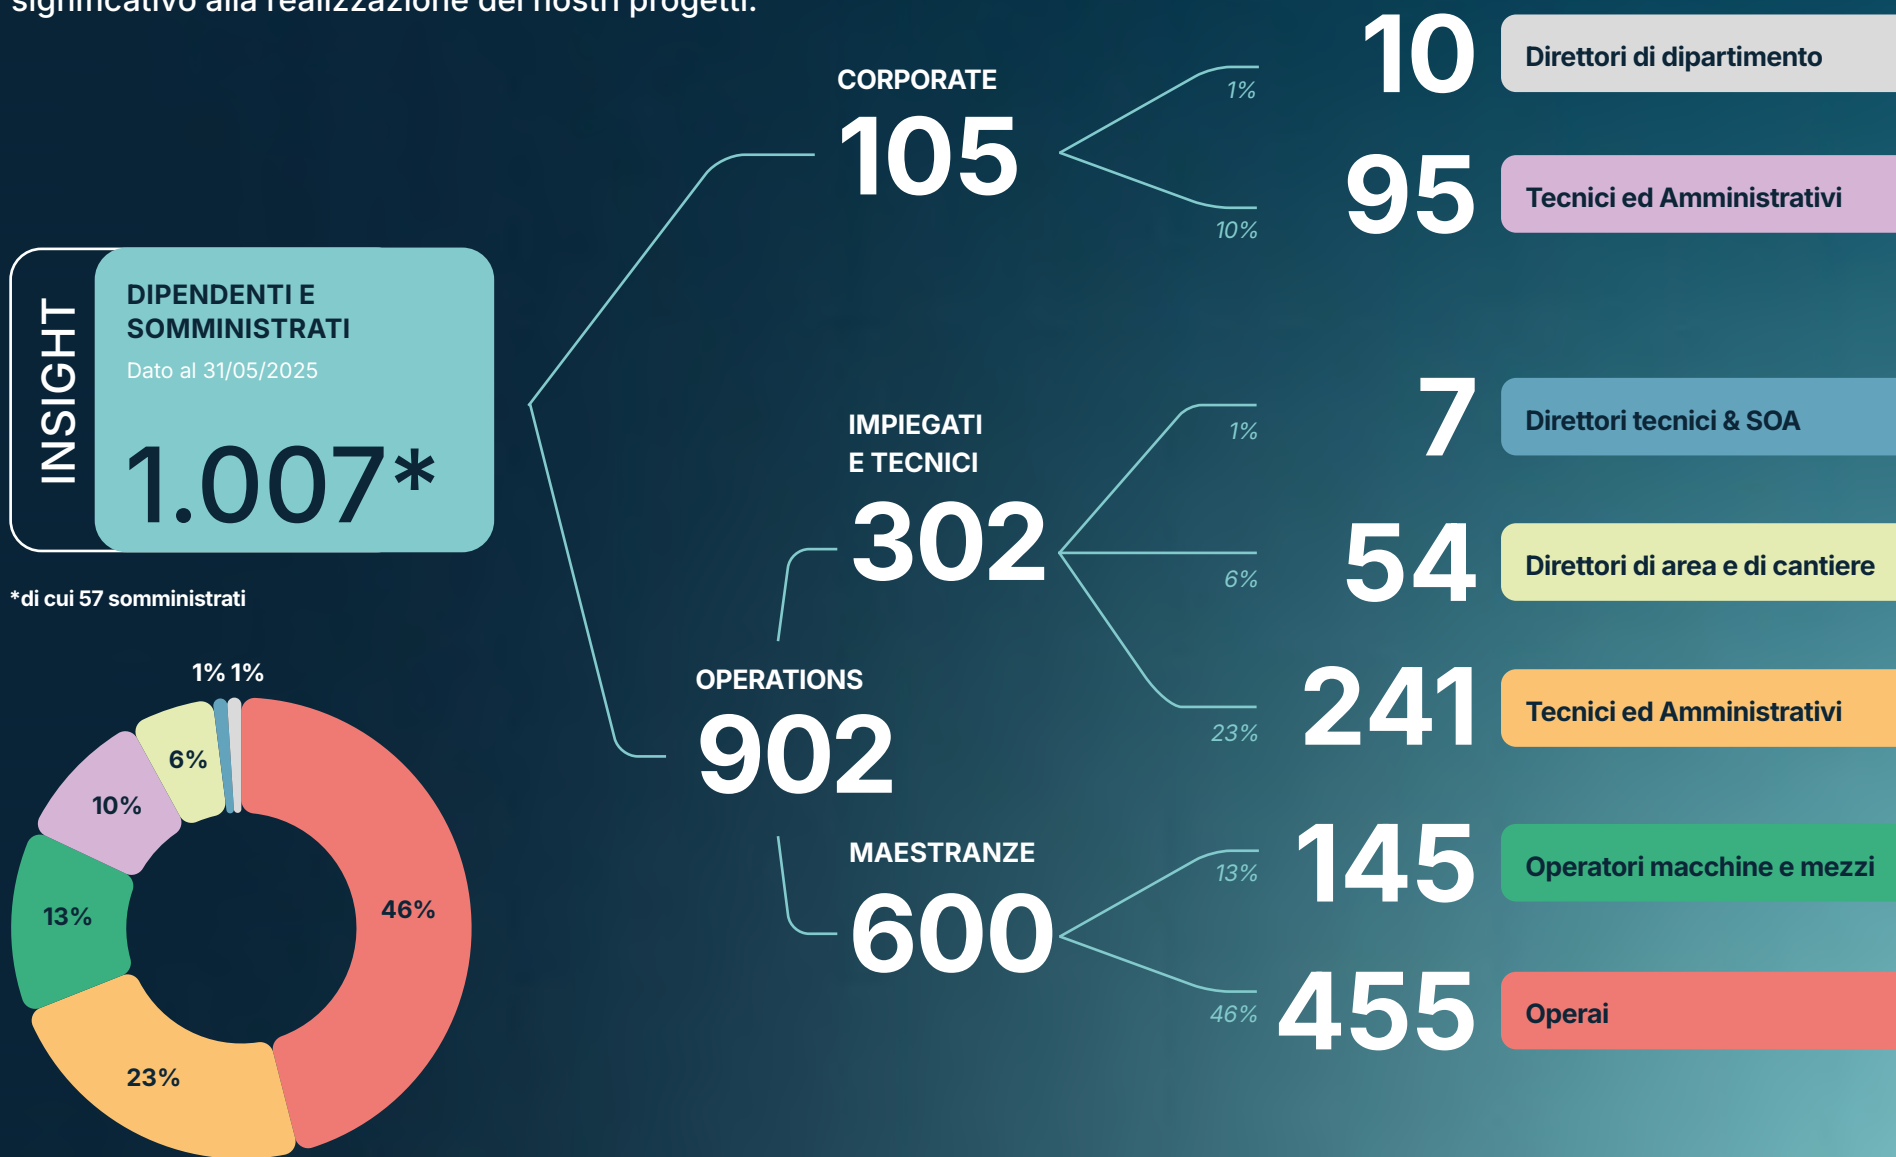 significativo alla realizzazione dei nostri progetti.
INSIGHT
DIPENDENTI E
SOMMINISTRATI
Dato al 31/05/2025
1.007*
*di cui 57 somministrati
1% 1%
6%
10%
13%
46%
23%
CORPORATE
105
1%
10 Direttori di dipartimento
10%
95 Tecnici ed Amministrativi
OPERATIONS
902
IMPIEGATI
E TECNICI
302
1%
7 Direttori tecnici & SOA
6%
54 Direttori di area e di cantiere
23%
241 Tecnici ed Amministrativi
MAESTRANZE
600
13%
145 Operatori macchine e mezzi
46%
455 Operai